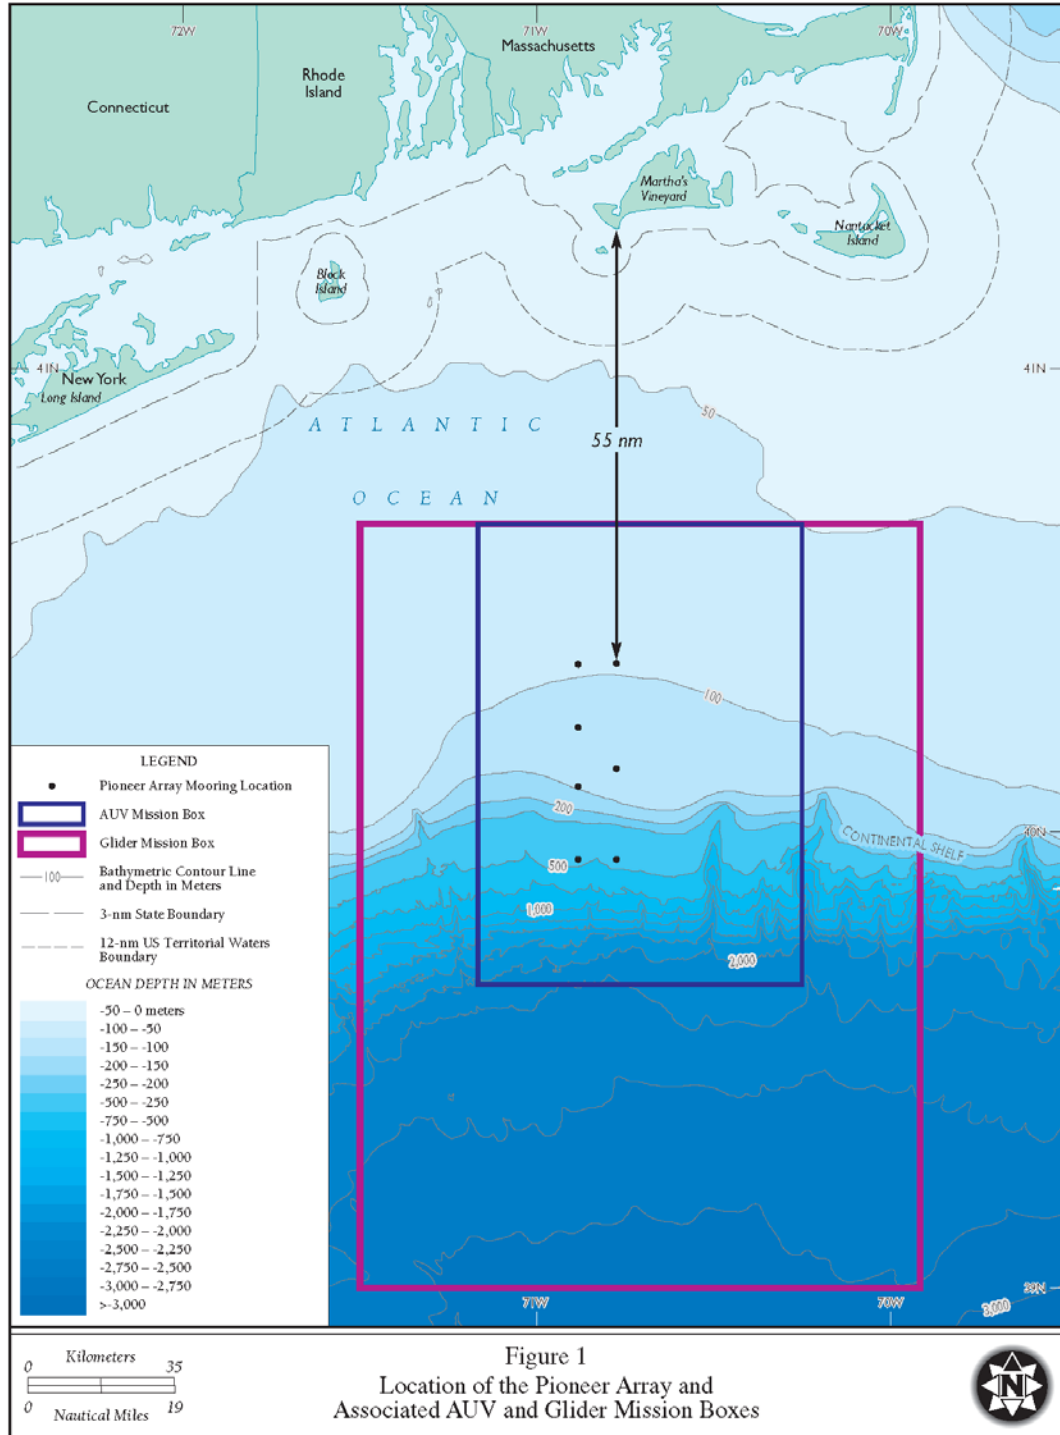 72W
71W
70W
Massachusetts
Rhode
Island
Connecticut
Martha's
Vineyard
Nantucket
Island
Block
Island
41N
41N
New York
Long Island
50
ATLANTIC
55 nm
OCEAN
100
LEGEND
Pioneer Array Mooring Location
AUV Mission Box
Glider Mission Box
100
Bathymetric Contour Line
and Depth in Meters
3-nm State Boundary
12-nm US Territorial Waters
Boundary
OCEAN DEPTH IN METERS
-50 – 0 meters
-100 – -50
-150 – -100
-200 – -150
-250 – -200
-500 – -250
-750 – -500
-1,000 – -750
-1,250 – -1,000
-1,500 – -1,250
-1,750 – -1,500
-2,000 – -1,750
-2,250 – -2,000
-2,500 – -2,250
-2,750 – -2,500
-3,000 – -2,750
>-3,000
200
CONTINENTAL SHELF
40N
500
1,000
2,000
71W
70W
39N
3,000
Kilometers
0 35
0 19
Nautical Miles
Figure 1
Location of the Pioneer Array and
Associated AUV and Glider Mission Boxes
N